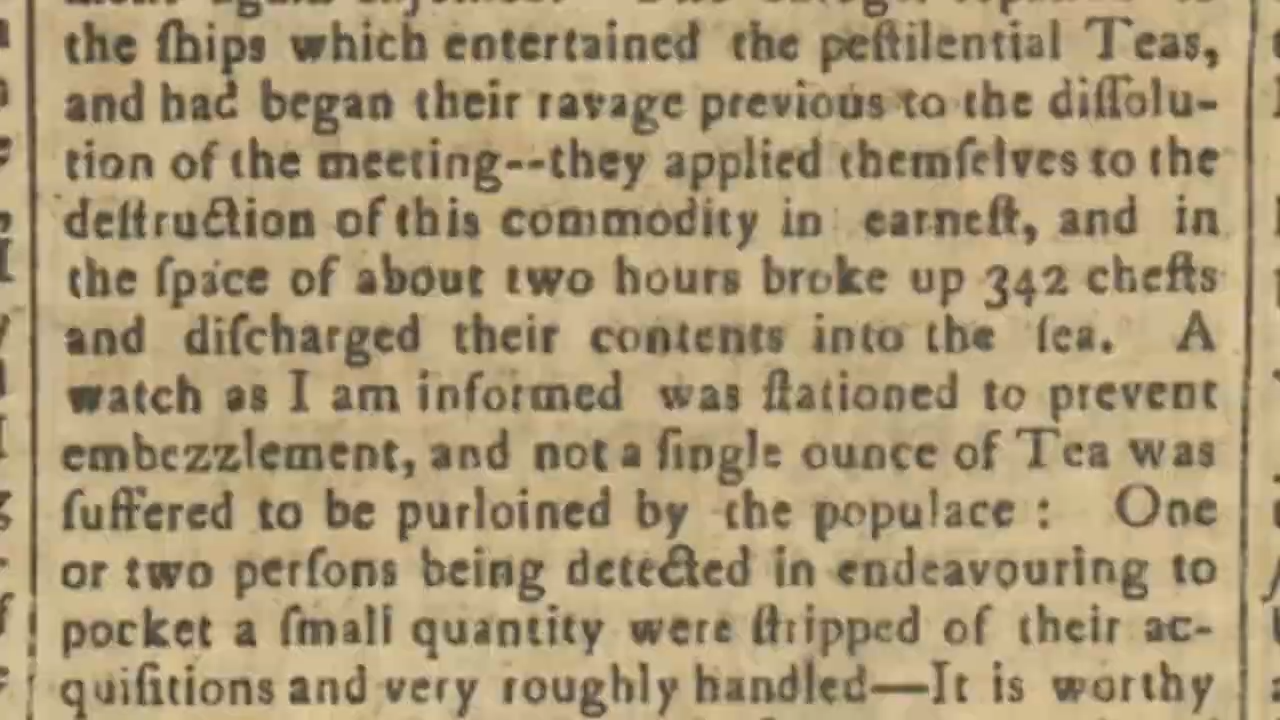 the ſhips which entertained the peſtilential Teas,
and had began their ravage previous to the diſſolu-
tion of the meeting--they applied themſelves to the
deſtruction of this commodity in earneſt, and in
the ſpace of about two hours broke up 342 cheſts
and diſcharged their contents into the ſea. A
watch as I am informed was ſtationed to prevent
embezzlement, and not a ſingle ounce of Tea was
ſuffered to be purloined by the populace : One
or two perſons being detected in endeavouring to
pocket a ſmall quantity were ſtripped of their ac-
quiſitions and very roughly handled—It is worthy